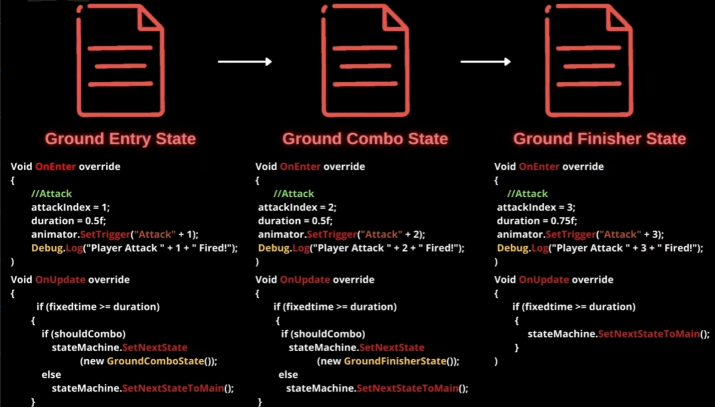 Ground Entry State
Void OnEnter override
{
//Attack
attackIndex = 1;
duration = 0.5f;
animator.SetTrigger("Attack" + 1);
Debug.Log("Player Attack " + 1 + " Fired!");
}
Void OnUpdate override
{
if (fixedtime >= duration)
{
if (shouldCombo)
stateMachine.SetNextState
(new GroundComboState());
else
stateMachine.SetNextStateToMain();
}
Ground Combo State
Void OnEnter override
{
//Attack
attackIndex = 2;
duration = 0.5f;
animator.SetTrigger("Attack" + 2);
Debug.Log("Player Attack " + 2 + " Fired!");
}
Void OnUpdate override
{
if (fixedtime >= duration)
{
if (shouldCombo)
stateMachine.SetNextState
(new GroundFinisherState());
else
stateMachine.SetNextStateToMain();
}
Ground Finisher State
Void OnEnter override
{
//Attack
attackIndex = 3;
duration = 0.75f;
animator.SetTrigger("Attack" + 3);
Debug.Log("Player Attack " + 3 + " Fired!");
}
Void OnUpdate override
{
if (fixedtime >= duration)
{
stateMachine.SetNextStateToMain();
}
}